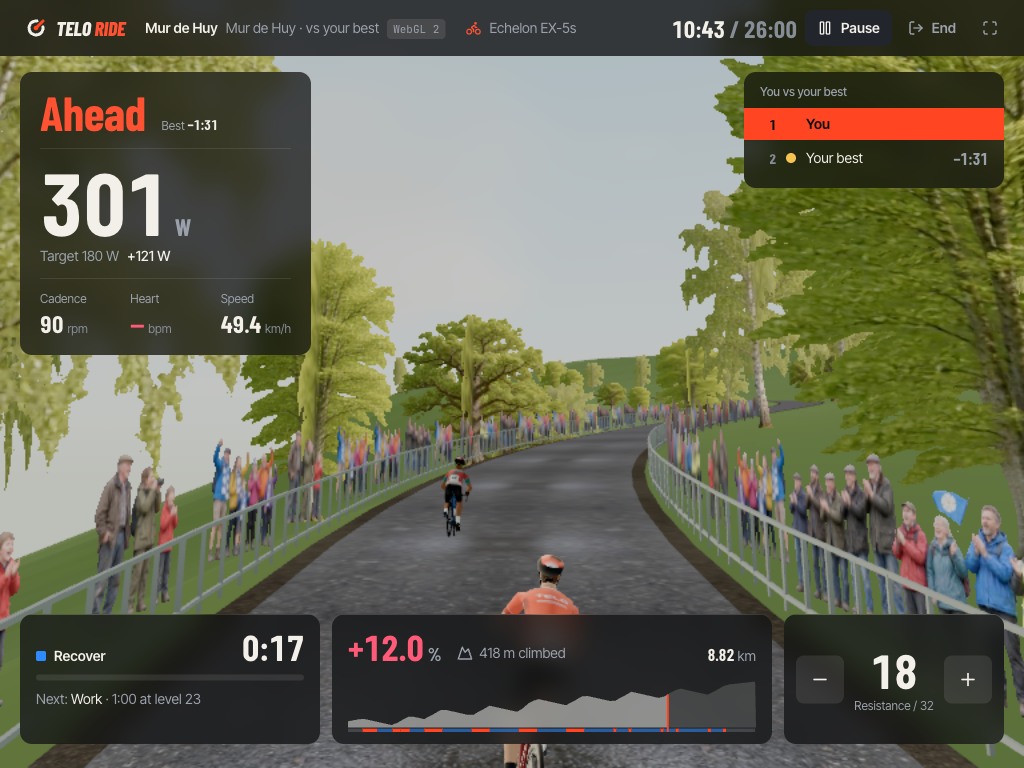 TELO RIDE Mur de Huy Mur de Huy · vs your best WebGL 2 Echelon EX-5s 10:43 / 26:00 Pause End
Ahead Best −1:31
301 W
Target 180 W +121 W
Cadence Heart Speed
90 rpm – bpm 49.4 km/h
You vs your best
1 You
2 Your best −1:31
Recover 0:17
Next: Work · 1:00 at level 23
+12.0 % 418 m climbed 8.82 km
− 18 +
Resistance / 32